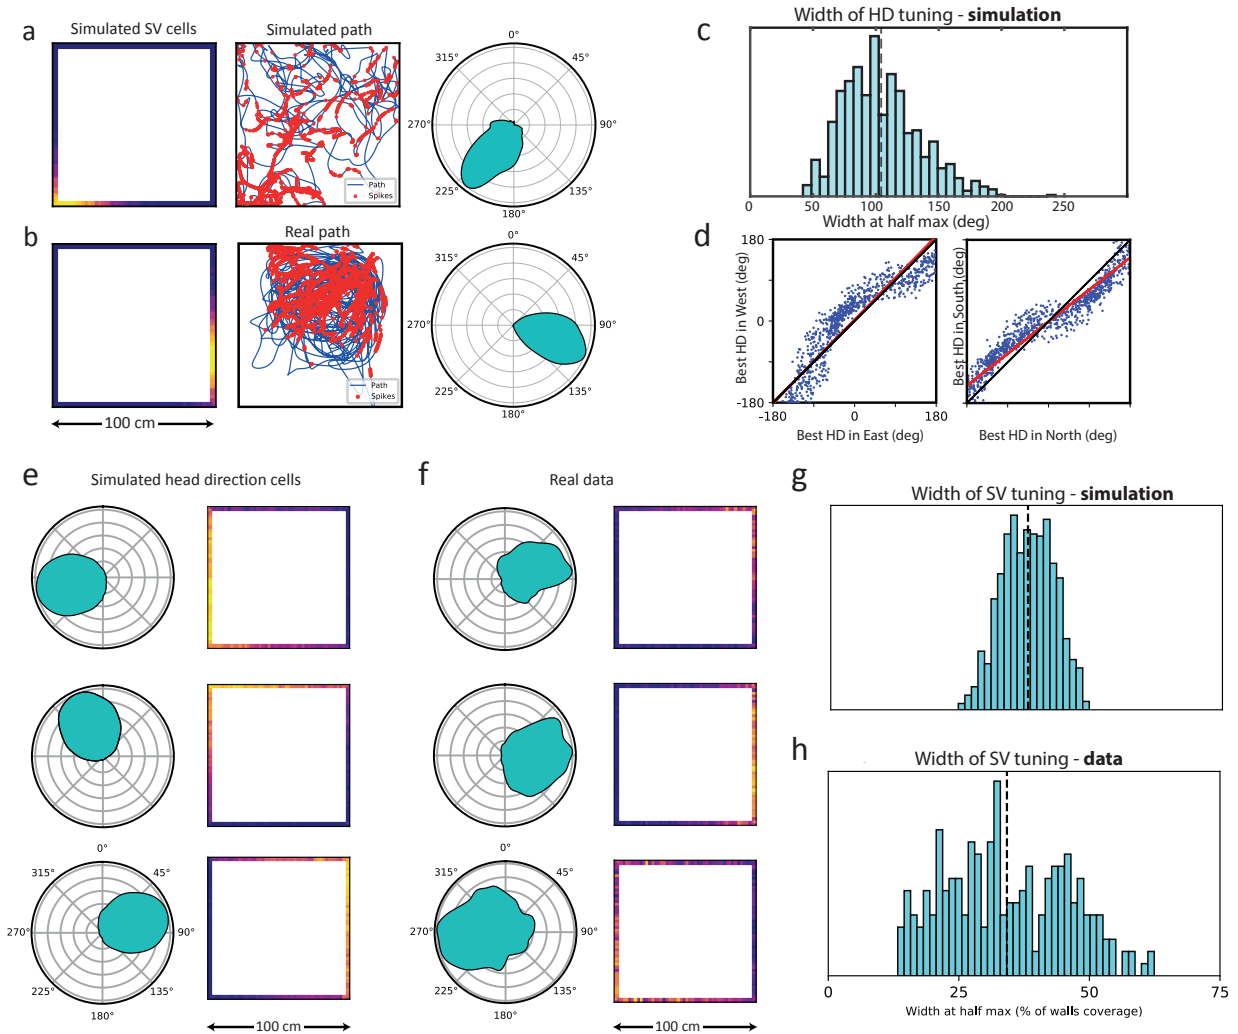 a
Simulated SV cells
Simulated path
0°
45°
90°
135°
180°
225°
270°
315°
Path
Spikes
b
Real path
0°
45°
90°
135°
180°
225°
270°
315°
Path
Spikes
100 cm
c
Width of HD tuning - simulation
0
50
100
150
200
250
Width at half max (deg)
d
180
0
-180
Best HD in West (deg)
-180
0
180
Best HD in East (deg)
Best HD in South (deg)
Best HD in North (deg)
e
Simulated head direction cells
0°
45°
90°
135°
180°
225°
270°
315°
100 cm
f
Real data
0°
45°
90°
135°
180°
225°
270°
315°
100 cm
g
Width of SV tuning - simulation
h
Width of SV tuning - data
0
25
50
75
Width at half max (% of walls coverage)